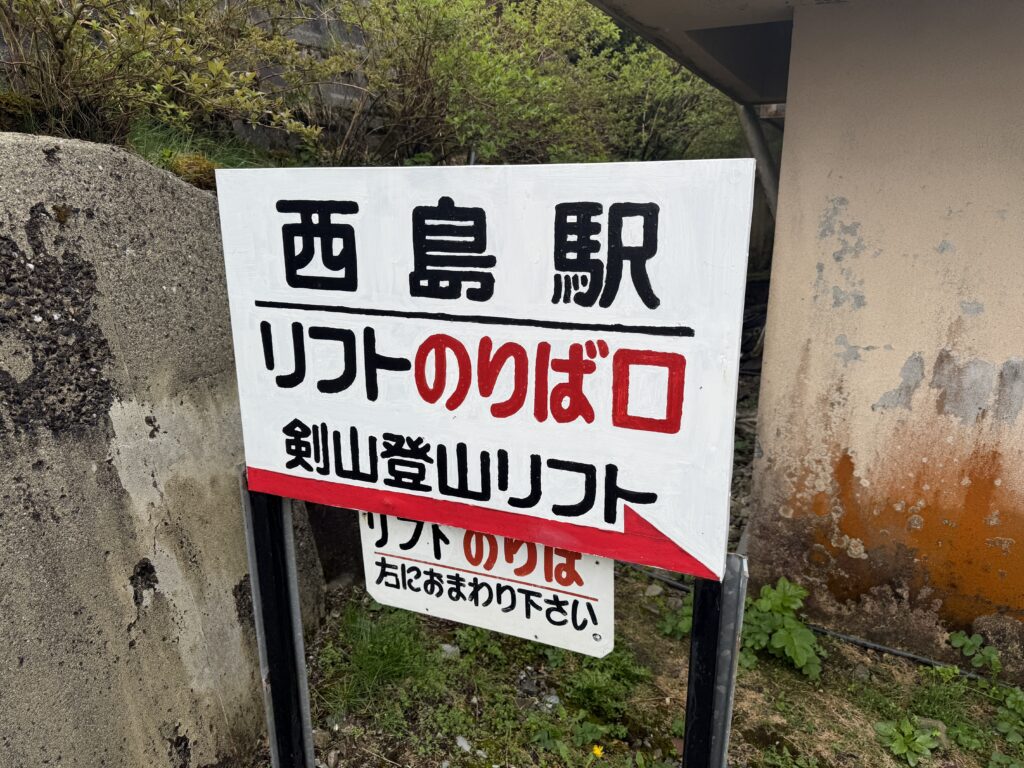 西島駅
リフトのりば口
剣山登山リフト
リフトのりば
右におまわり下さい